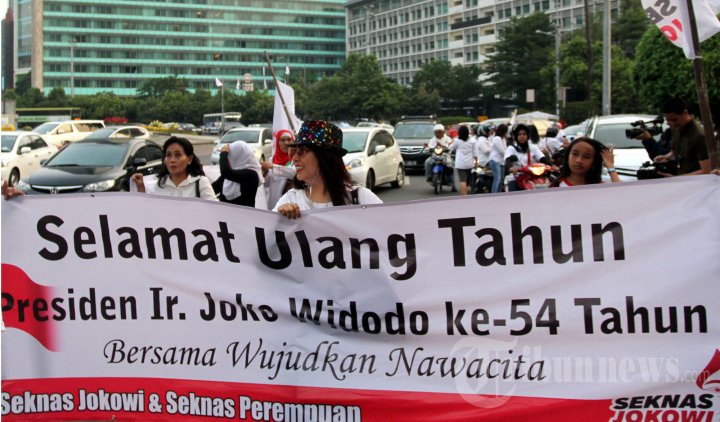 Selamat Ulang Tahun
Presiden Ir. Joko Widodo ke-54 Tahun
Bersama Wujudkan Nawacita
Tribunnews.com
Seknas Jokowi & Seknas Perempuan
SEKNAS
JOKOWI